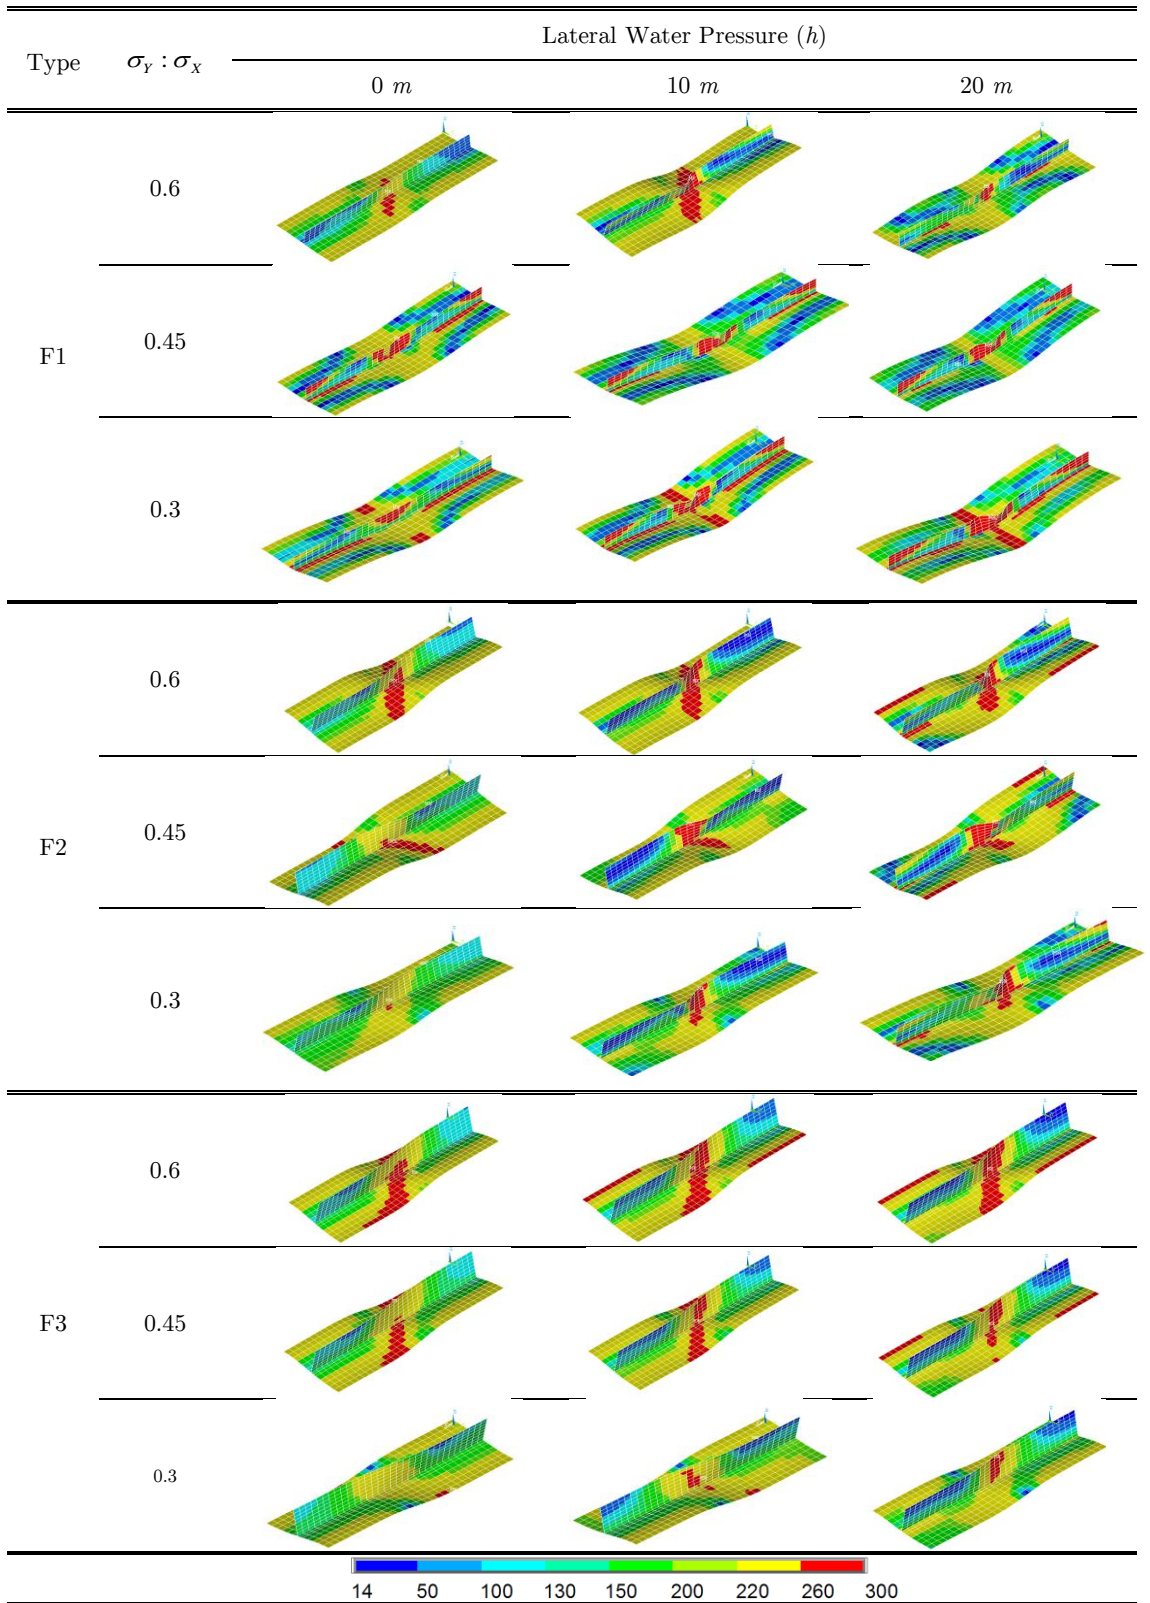 Lateral Water Pressure (h)
Type σY : σX
0 m 10 m 20 m
0.6
F1 0.45
0.3
0.6
F2 0.45
0.3
0.6
F3 0.45
0.3
14 50 100 130 150 200 220 260 300